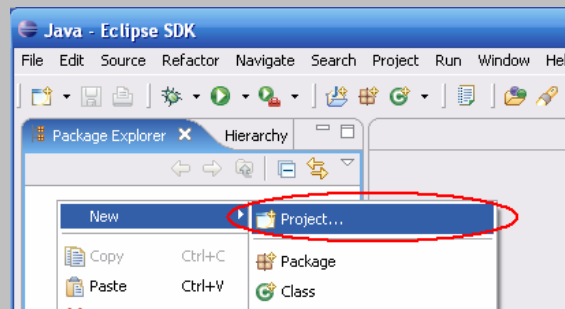 Java - Eclipse SDK
File Edit Source Refactor Navigate Search Project Run Window
Package Explorer Hierarchy
New Project...
Copy Ctrl+C Package
Paste Ctrl+V Class